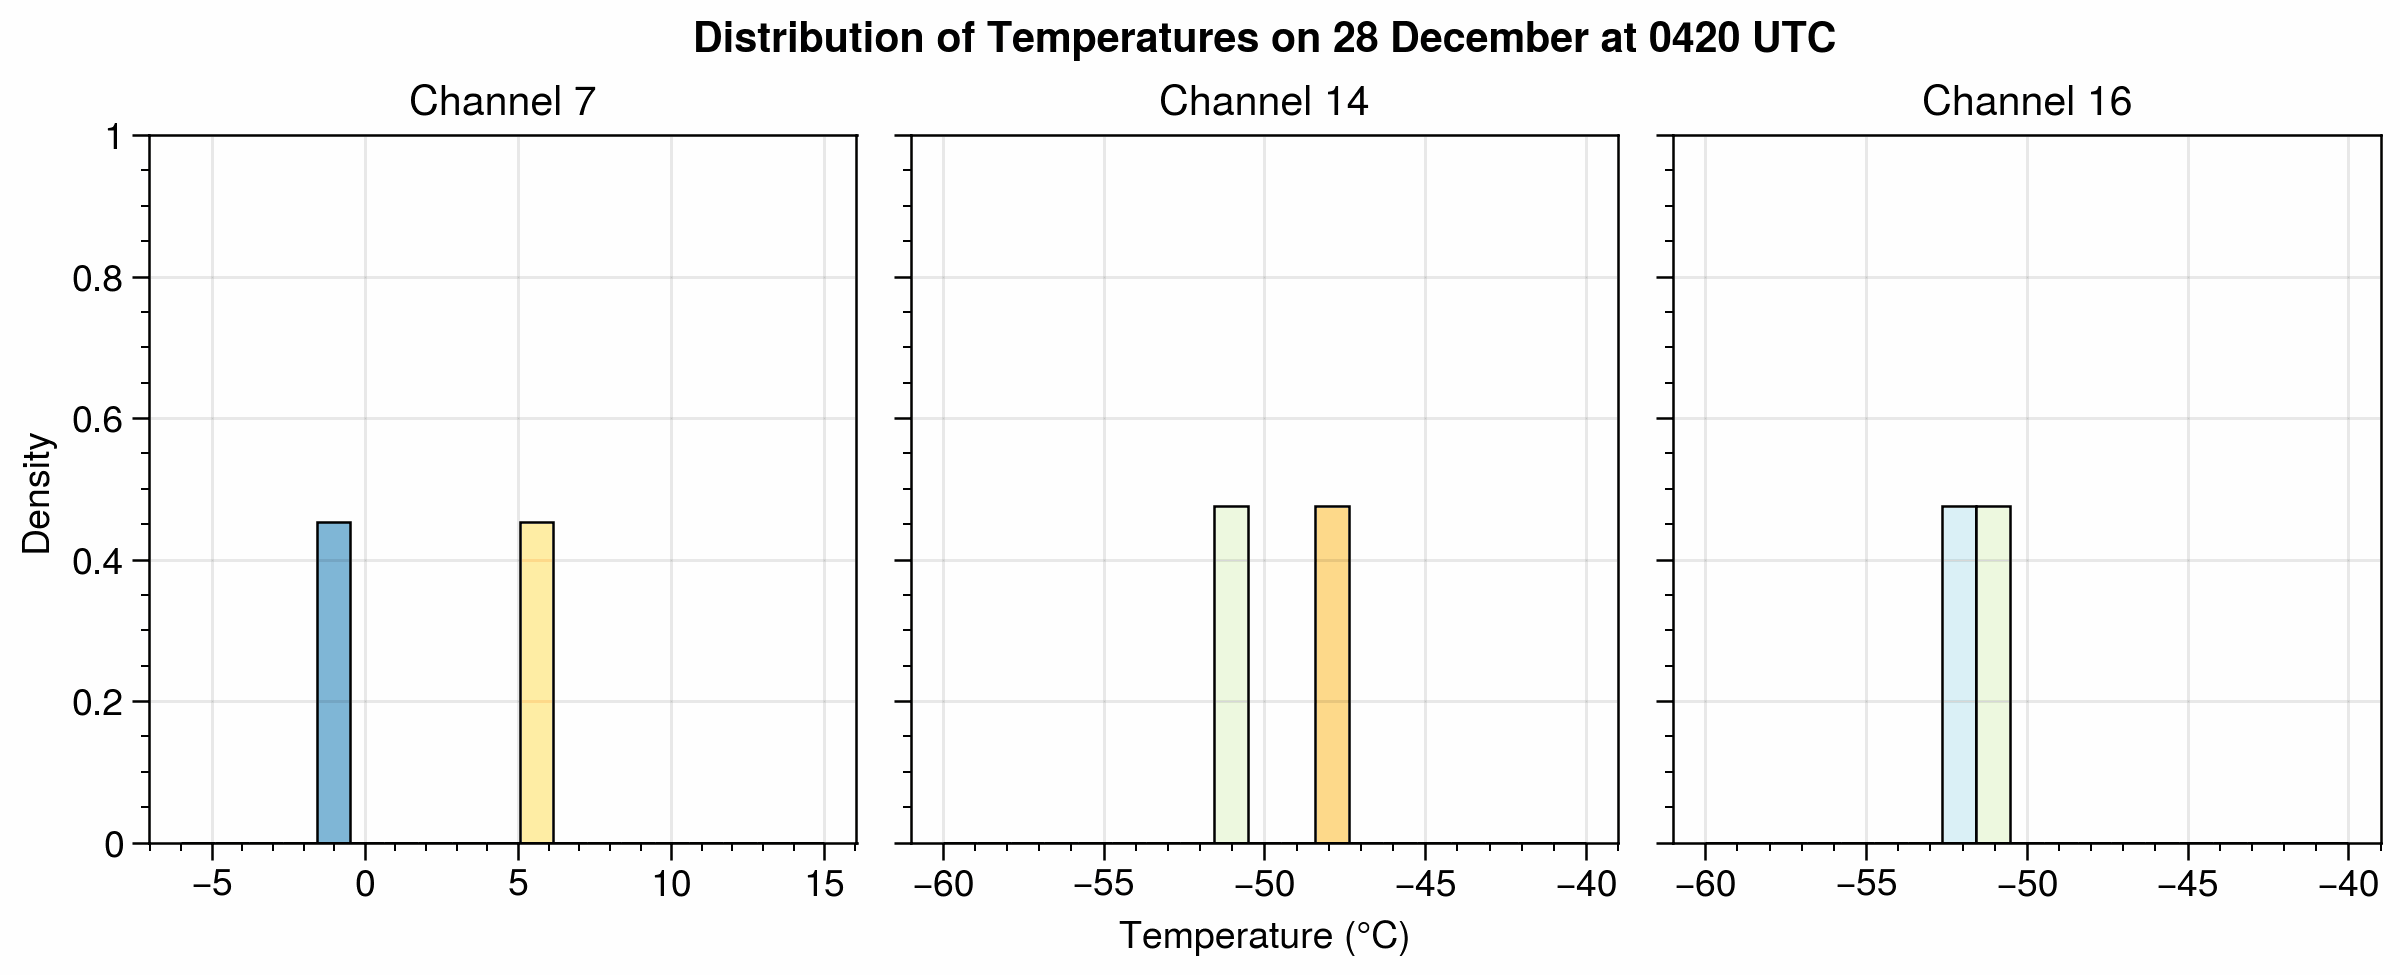 Distribution of Temperatures on 28 December at 0420 UTC
Channel 7
Channel 14
Channel 16
1
0.8
0.6
0.4
0.2
0
Density
−5 0 5 10 15
−60 −55 −50 −45 −40
−60 −55 −50 −45 −40
Temperature (°C)